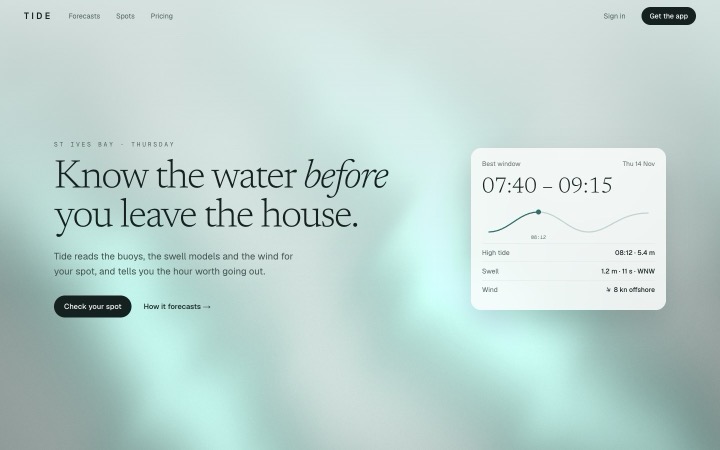 TIDE
Forecasts
Spots
Pricing
Sign in
Get the app
ST IVES BAY · THURSDAY
Know the water before
you leave the house.
Tide reads the buoys, the swell models and the wind for
your spot, and tells you the hour worth going out.
Check your spot
How it forecasts →
Best window
Thu 14 Nov
07:40 – 09:15
08:12
High tide
08:12 · 5.4 m
Swell
1.2 m · 11 s · WNW
Wind
8 kn offshore